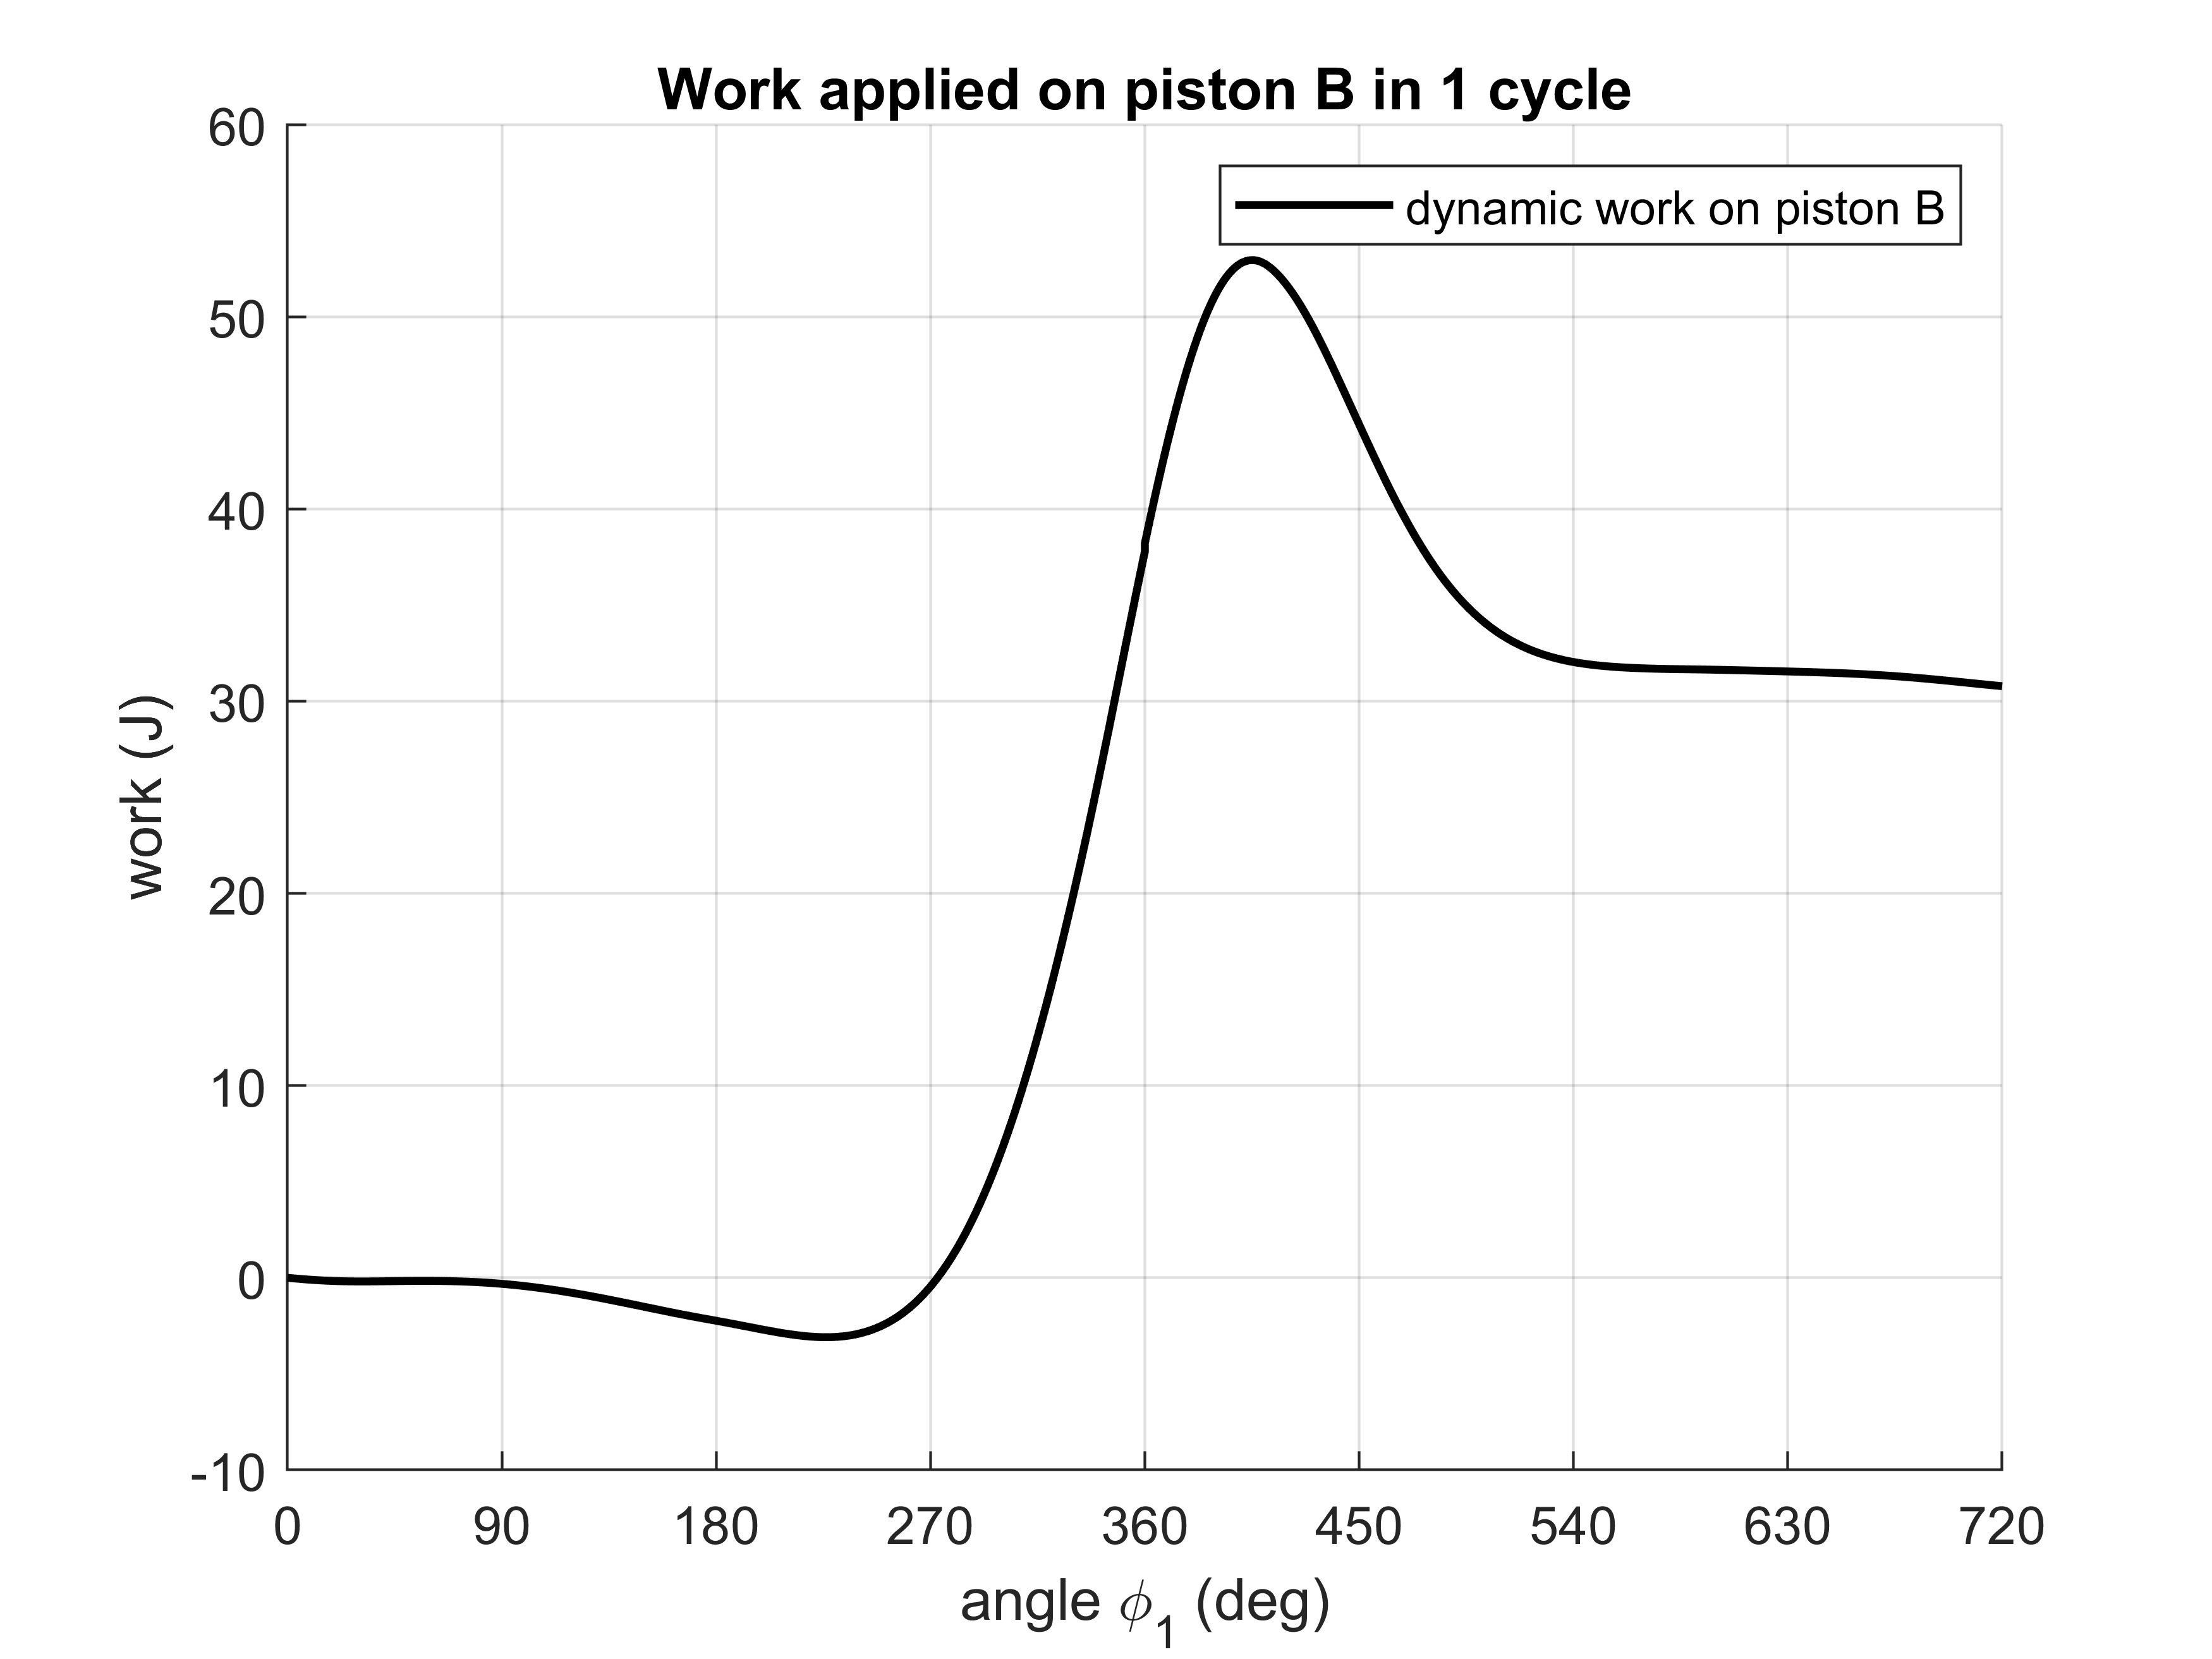 Work applied on piston B in 1 cycle
dynamic work on piston B
60
50
40
30
20
10
0
-10
work (J)
0 90 180 270 360 450 540 630 720
angle ϕ1 (deg)